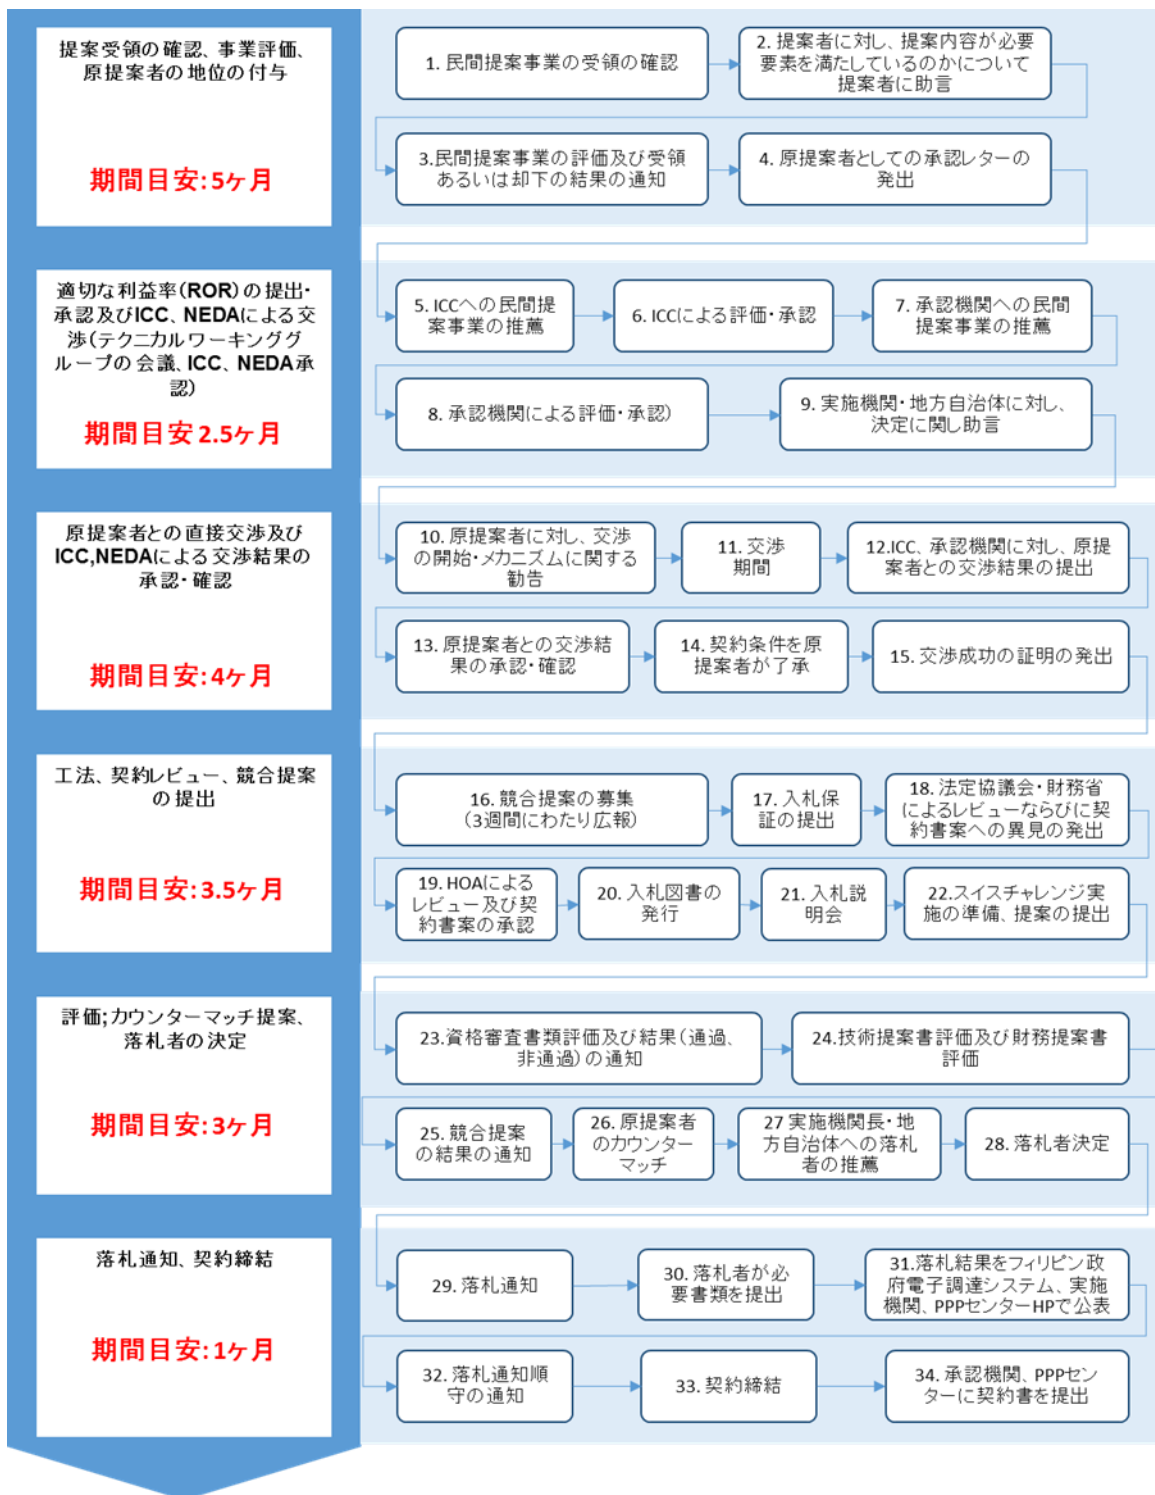 提案受領の確認、事業評価、
原提案者の地位の付与
期間目安:5ヶ月
1. 民間提案事業の受領の確認
2. 提案者に対し、提案内容が必要
要素を満たしているのかについて
提案者に助言
3.民間提案事業の評価及び受領
あるいは却下の結果の通知
4. 原提案者としての承認レターの
発出
適切な利益率(ROR)の提出・
承認及びICC、NEDAによる交
渉(テクニカルワーキンググ
ループの会議、ICC、NEDA承
認)
期間目安 2.5ヶ月
5. ICCへの民間提
案事業の推薦
6. ICCによる評価・承認
7. 承認機関への民間
提案事業の推薦
8. 承認機関による評価・承認)
9. 実施機関・地方自治体に対し、
決定に関し助言
原提案者との直接交渉及び
ICC,NEDAによる交渉結果の
承認・確認
期間目安:4ヶ月
10. 原提案者に対し、交渉
の開始・メカニズムに関する
勧告
11. 交渉
期間
12.ICC、承認機関に対し、原提
案者との交渉結果の提出
13. 原提案者との交渉結
果の承認・確認
14. 契約条件を原
提案者が了承
15. 交渉成功の証明の発出
工法、契約レビュー、競合提案
の提出
期間目安:3.5ヶ月
16. 競合提案の募集
(3週間にわたり広報)
17. 入札保
証の提出
18. 法定協議会・財務省
によるレビューならびに契
約書案への異見の発出
19. HOAによる
レビュー及び契
約書案の承認
20. 入札図書の
発行
21. 入札説
明会
22.スイスチャレンジ実
施の準備、提案の提出
評価;カウンターマッチ提案、
落札者の決定
期間目安:3ヶ月
23.資格審査書類評価及び結果(通過、
非通過)の通知
24.技術提案書評価及び財務提案書
評価
25. 競合提案
の結果の通知
26. 原提案者
のカウンター
マッチ
27 実施機関長・地
方自治体への落札
者の推薦
28. 落札者決定
落札通知、契約締結
期間目安:1ヶ月
29. 落札通知
30. 落札者が必
要書類を提出
31.落札結果をフィリピン政
府電子調達システム、実施
機関、PPPセンターHPで公表
32. 落札通知順
守の通知
33. 契約締結
34. 承認機関、PPPセン
ターに契約書を提出